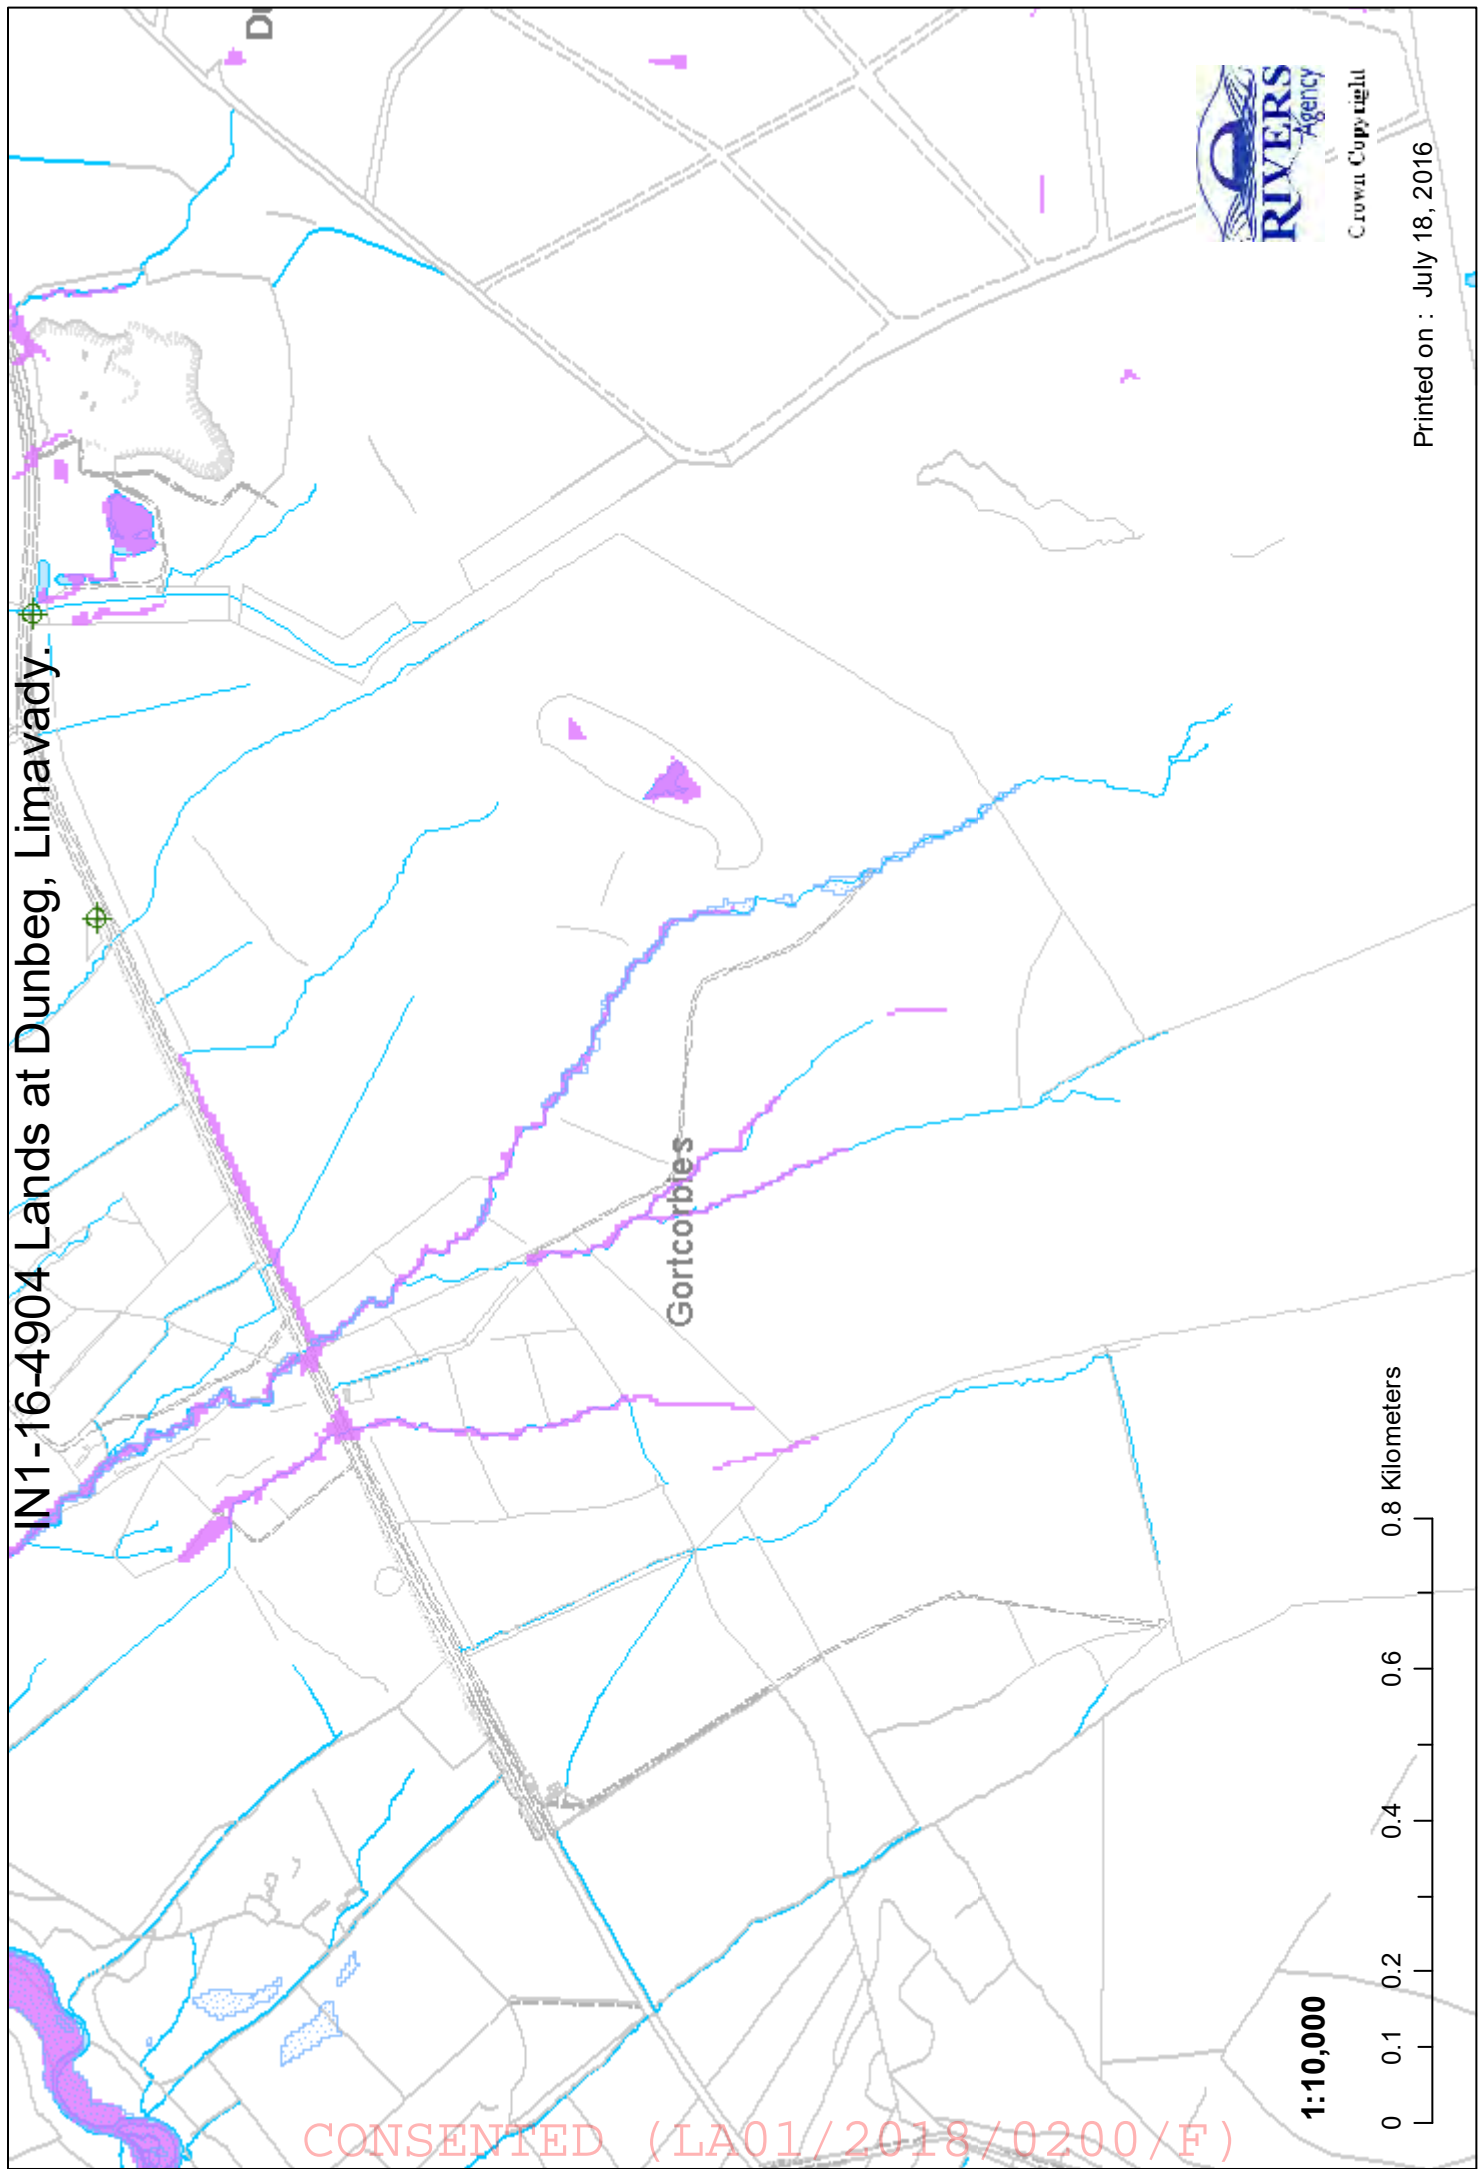 IN1-16-4904 Lands at Dunbeg, Limavady.
Gortcorbies
RIVERS
Agency
Crown Copyright
Printed on : July 18, 2016
1:10,000
0 0.1 0.2 0.4 0.6 0.8 Kilometers
CONSENTED (LA01/2018/0200/F)